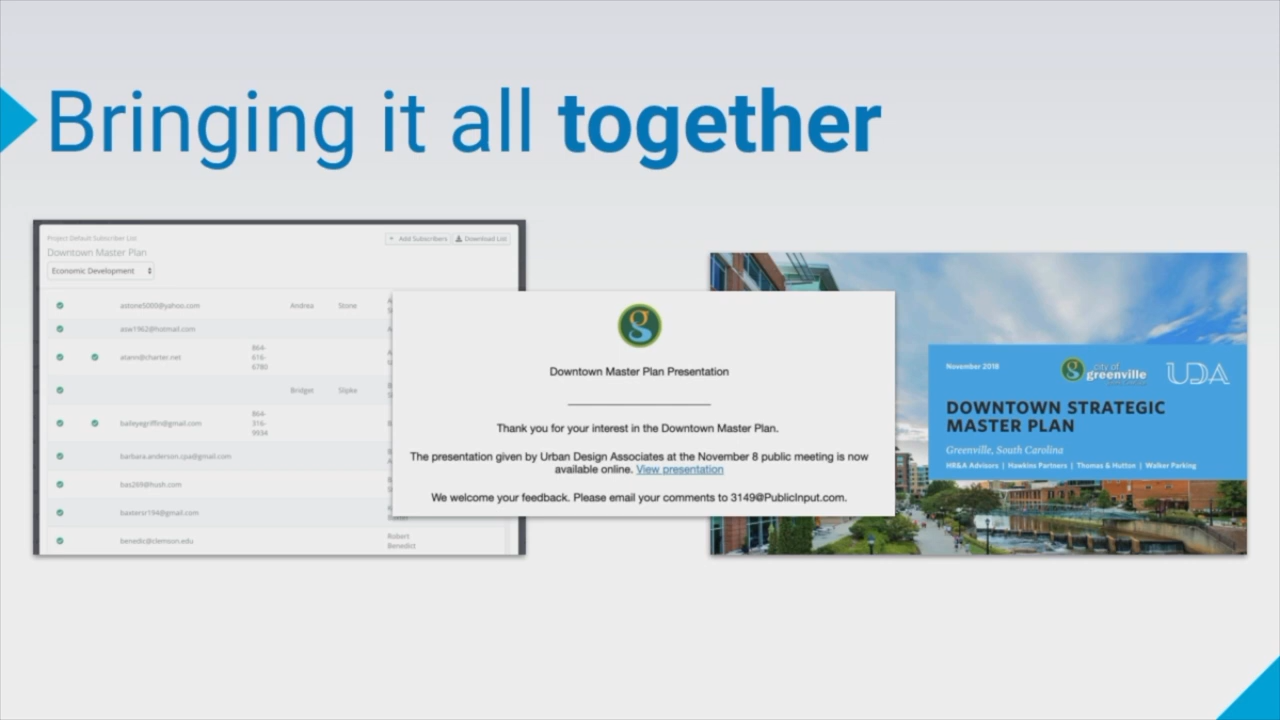 Bringing it all together
Project Default Subscriber List
Downtown Master Plan
+ Add Subscribers
Download List
Economic Development
astone5000@yahoo.com Andrea Stone
asw1962@hotmail.com
atann@charter.net
864-
616-
6780
Bridget Slipke
baileyegriffin@gmail.com
864-
316-
9934
barbara.anderson.cpa@gmail.com
bas269@hush.com
baxtersr194@gmail.com
benedic@clemson.edu
Robert
Benedict
g
Downtown Master Plan Presentation
Thank you for your interest in the Downtown Master Plan.
The presentation given by Urban Design Associates at the November 8 public meeting is now
available online. View presentation
We welcome your feedback. Please email your comments to 3149@PublicInput.com.
November 2018
g
city of
greenville
UDA
DOWNTOWN STRATEGIC
MASTER PLAN
Greenville, South Carolina
HR&A Advisors | Hawkins Partners | Thomas & Hutton | Walker Parking